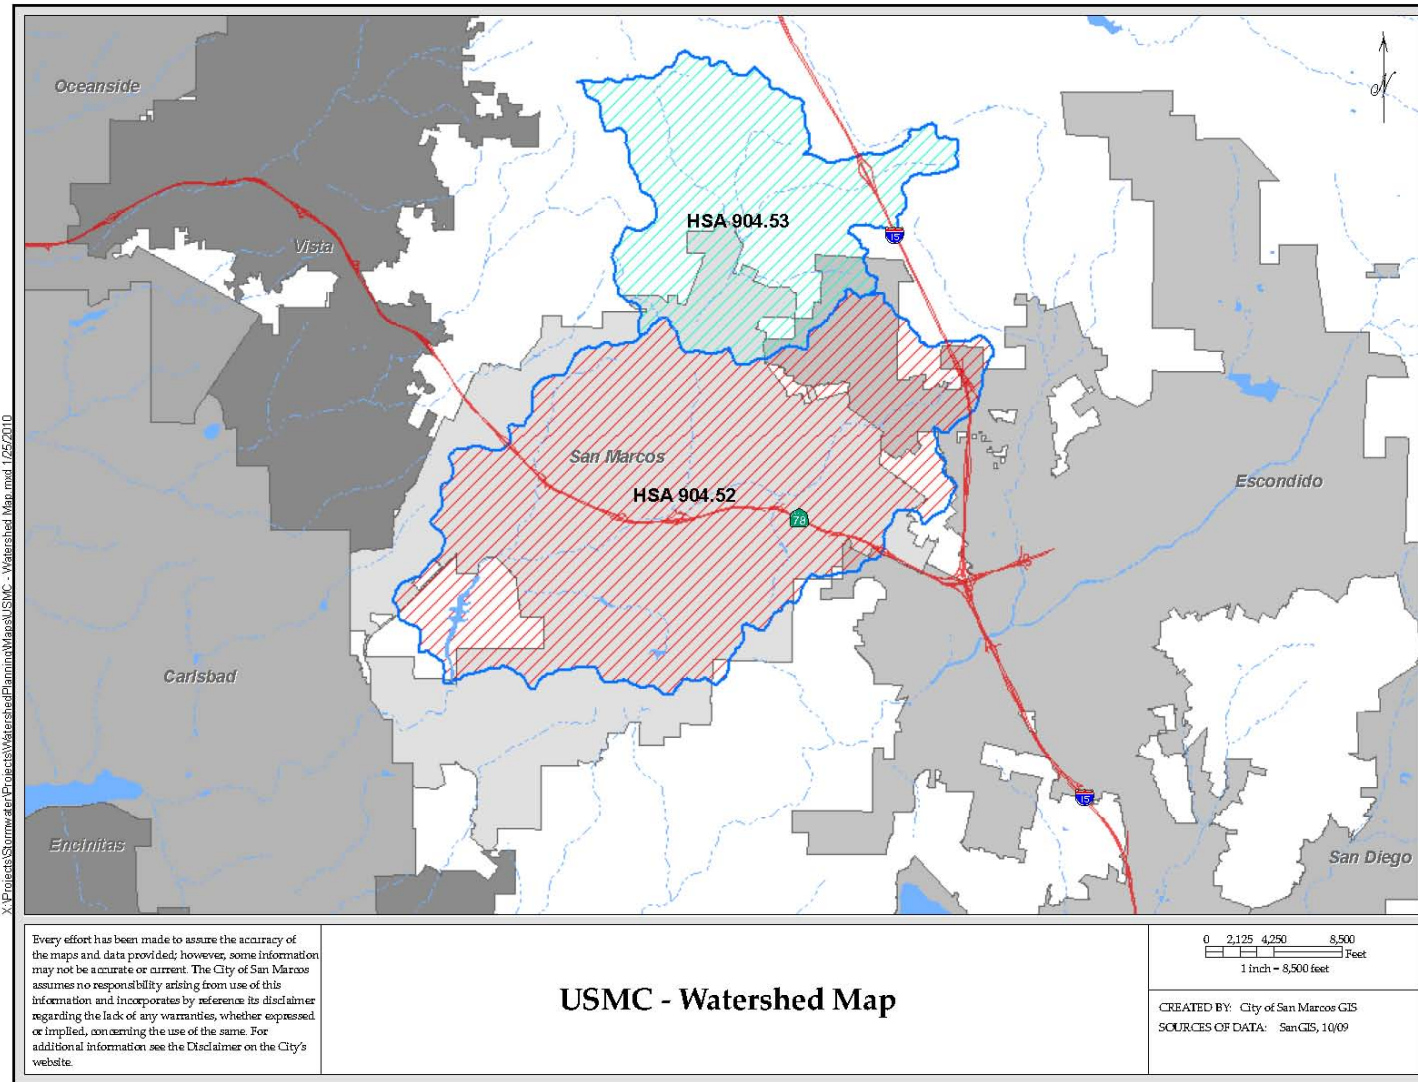 Oceanside
N
HSA 904.53
15
Vista
San Marcos
HSA 904.52
78
Escondido
Carlsbad
15
Encinitas
San Diego
X:\Projects\Stormwater\Projects\WatershedPlanning\Maps\USMC - Watershed Map.mxd 1/25/2010
Every effort has been made to assure the accuracy of
the maps and data provided; however, some information
may not be accurate or current. The City of San Marcos
assumes no responsibility arising from use of this
information and incorporates by reference its disclaimer
regarding the lack of any warranties, whether expressed
or implied, concerning the use of the same. For
additional information see the Disclaimer on the City's
website.
USMC - Watershed Map
0 2,125 4,250 8,500
Feet
1 inch = 8,500 feet
CREATED BY: City of San Marcos GIS
SOURCES OF DATA: SanGIS, 10/09